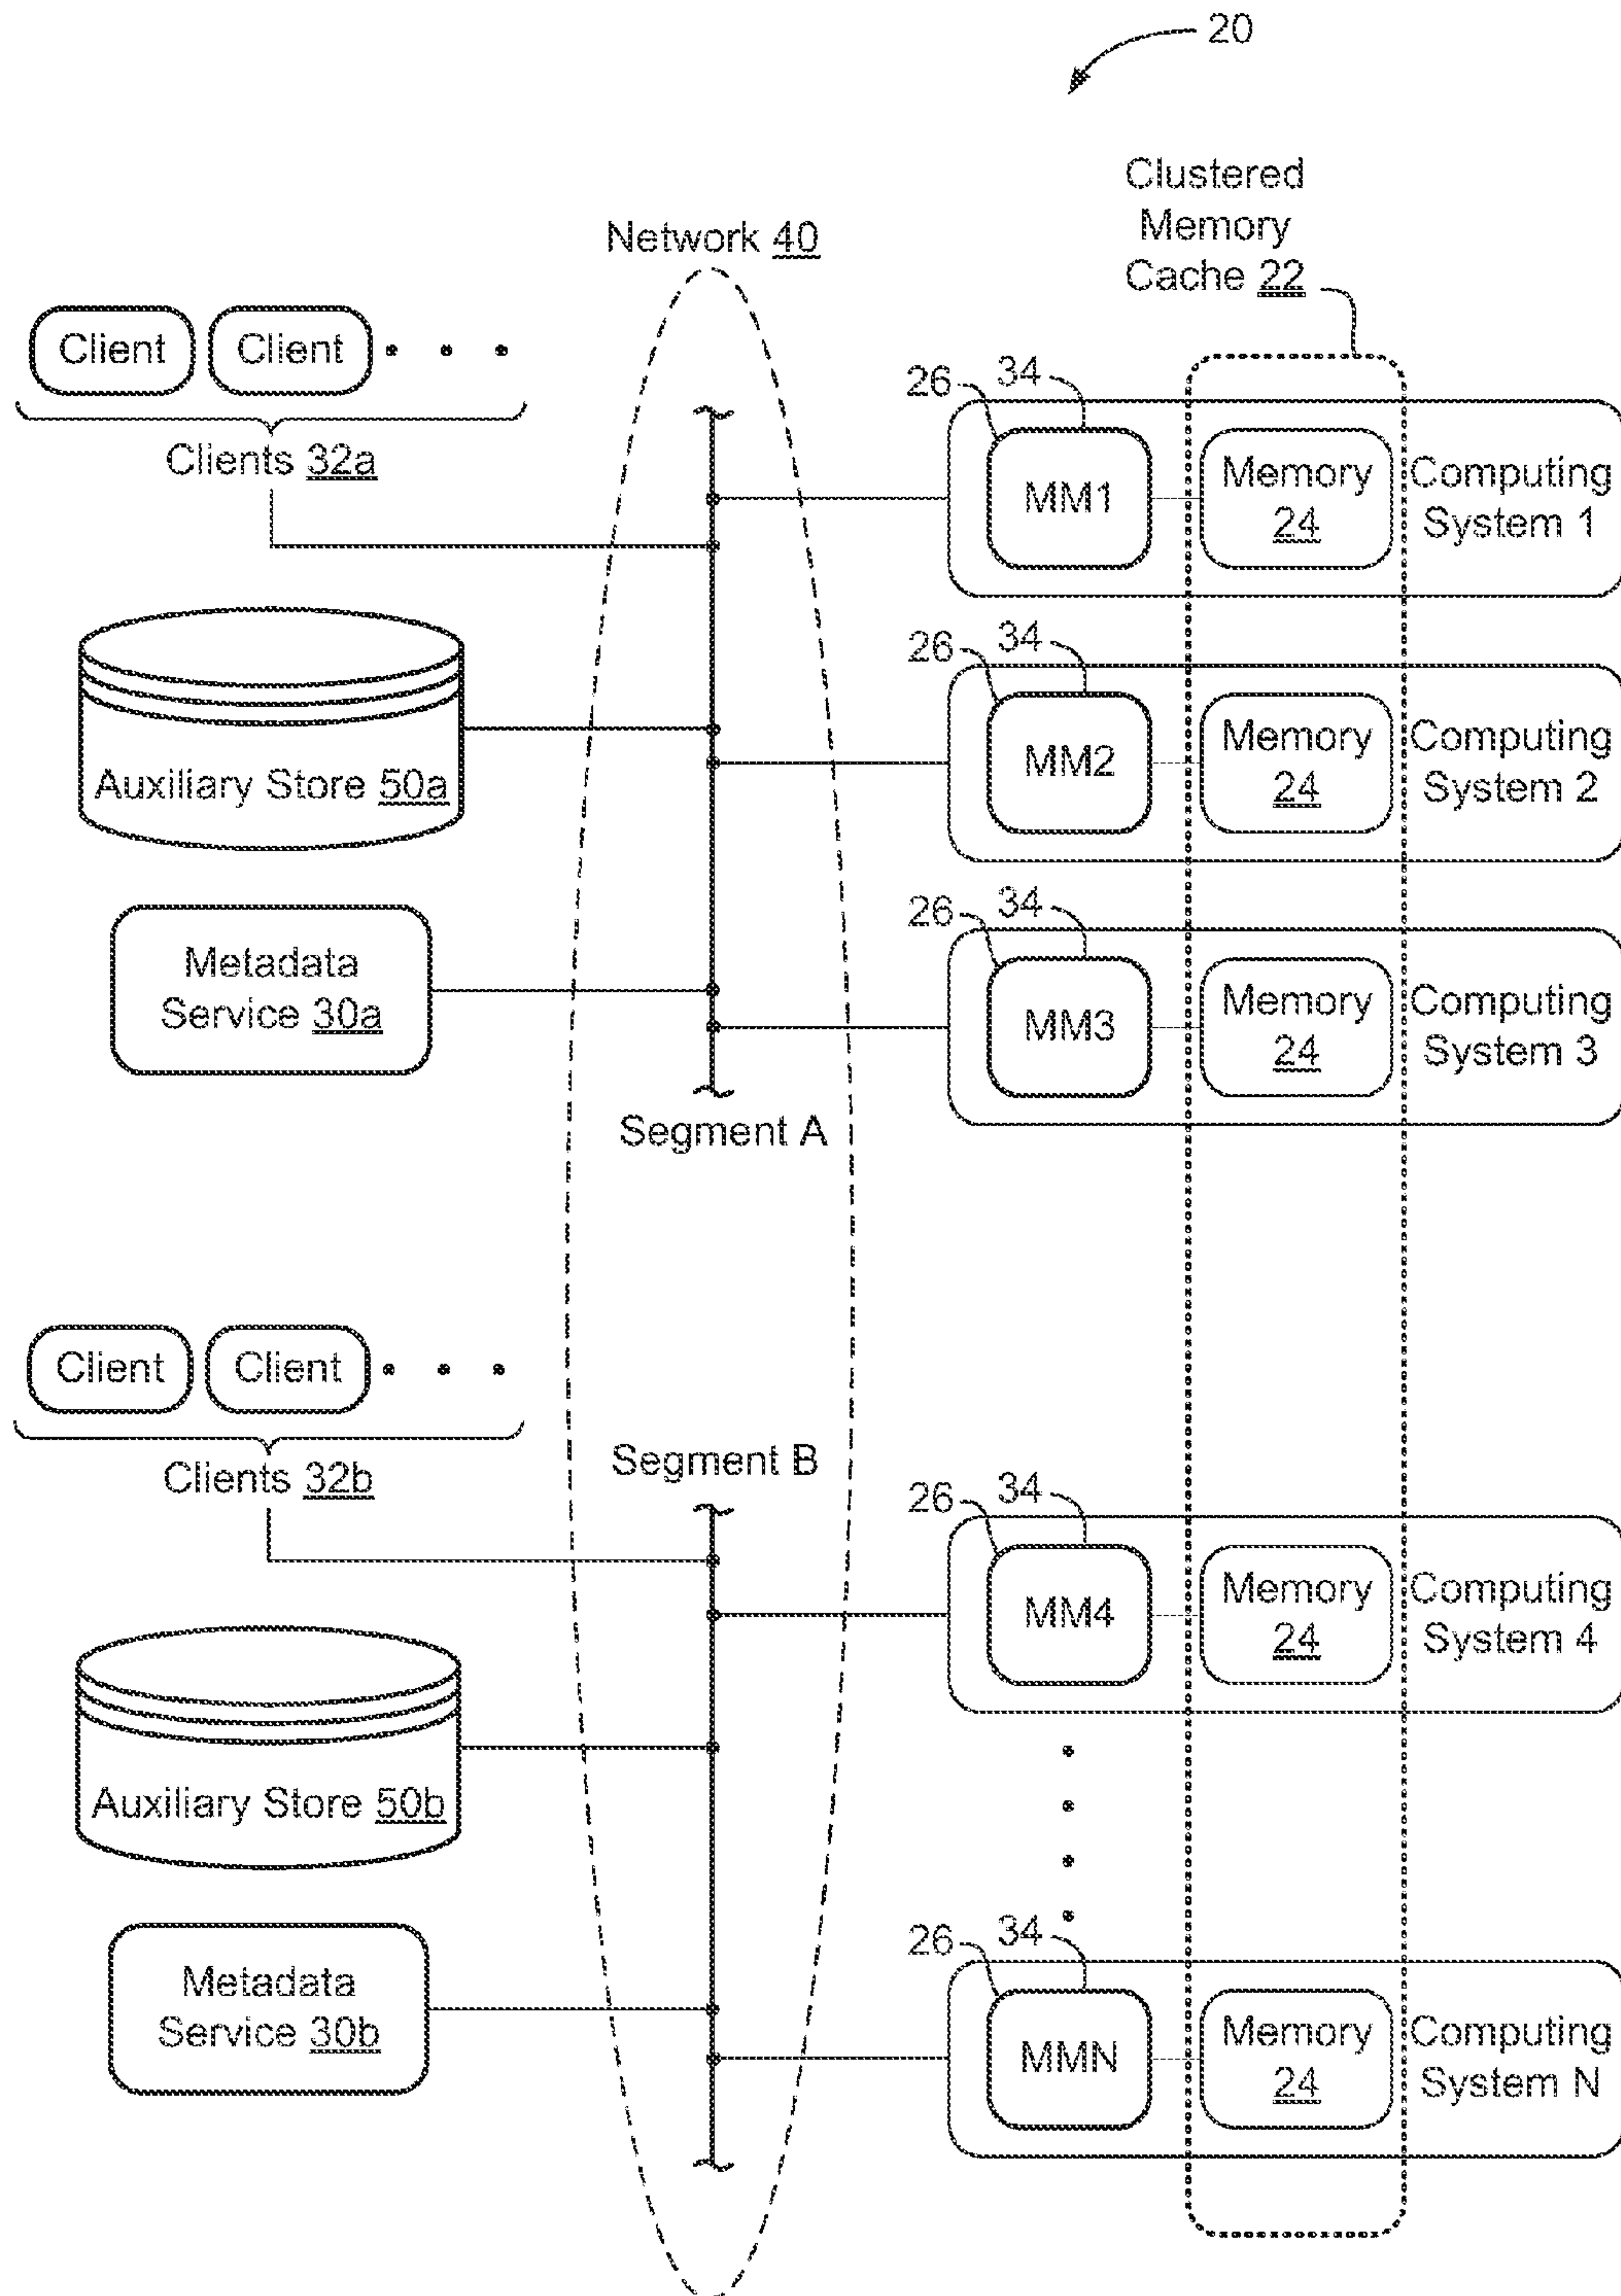 20
Clustered
Memory
Cache 22
Network 40
Client
Client
Clients 32a
26
34
MM1
Memory
24
Computing
System 1
Auxiliary Store 50a
26
34
MM2
Memory
24
Computing
System 2
Metadata
Service 30a
26
34
MM3
Memory
24
Computing
System 3
Segment A
Client
Client
Clients 32b
Segment B
26
34
MM4
Memory
24
Computing
System 4
Auxiliary Store 50b
Metadata
Service 30b
26
34
MMN
Memory
24
Computing
System N